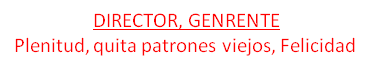 DIRECTOR, GENRENTE
Plenitud, quita patrones viejos, Felicidad